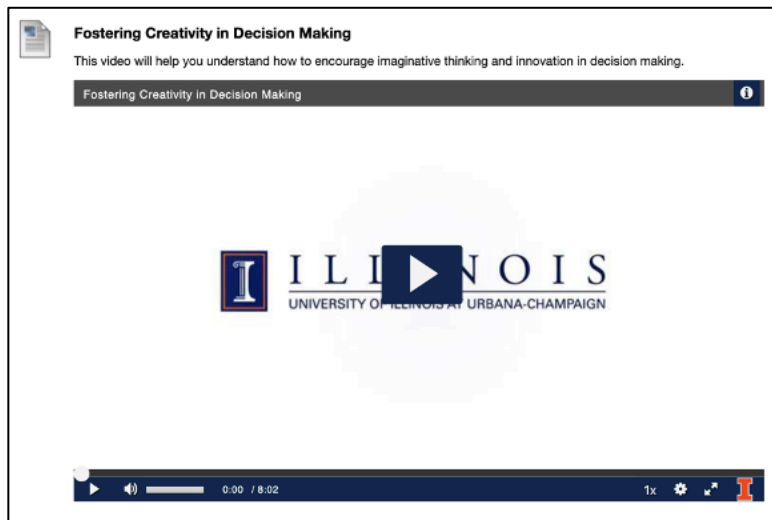 Fostering Creativity in Decision Making
This video will help you understand how to encourage imaginative thinking and innovation in decision making.
Fostering Creativity in Decision Making
ILLINOIS
UNIVERSITY OF ILLINOIS AT URBANA-CHAMPAIGN
0:00 / 8:02
1x